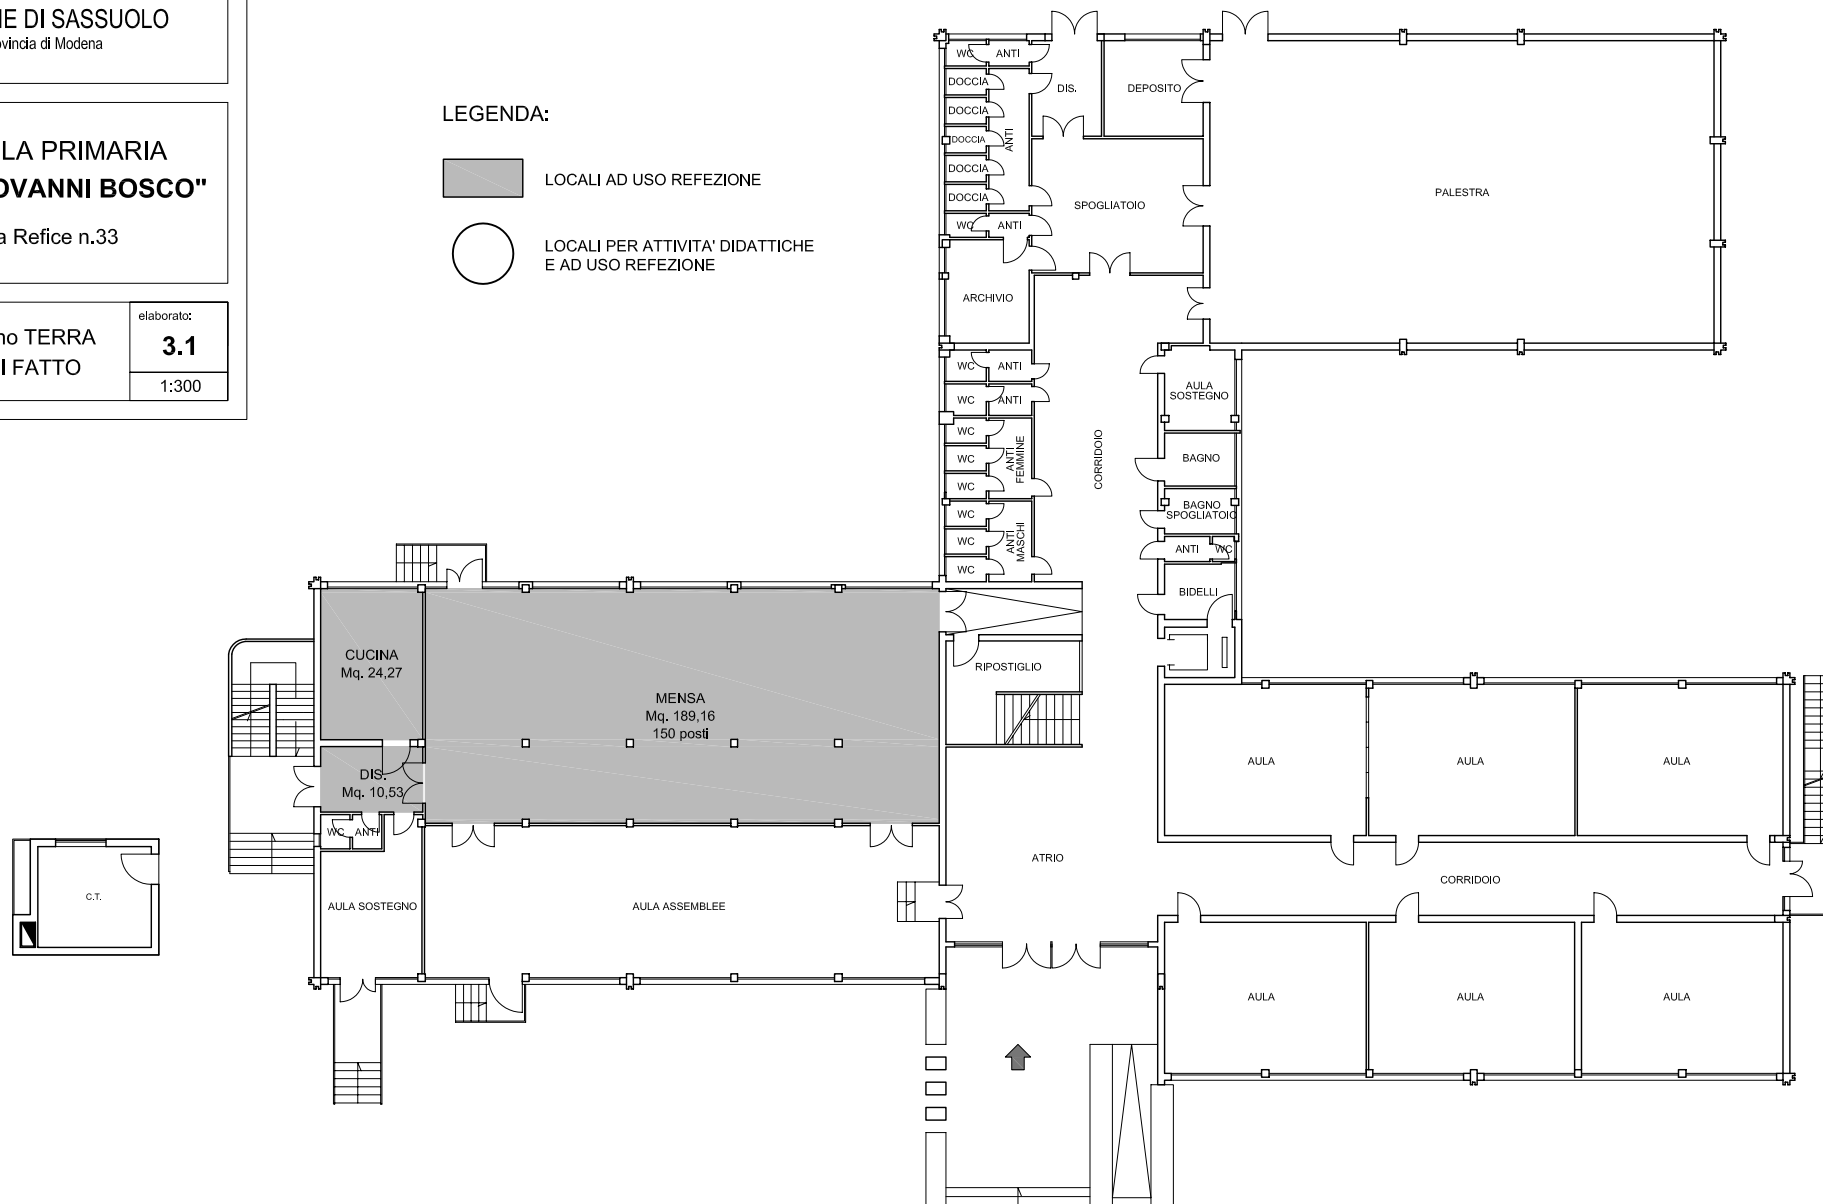 E DI SASSUOLO
ovincia di Modena
LA PRIMARIA
OVANNI BOSCO"
a Refice n.33
no TERRA
I FATTO
elaborato:
3.1
1:300
LEGENDA:
LOCALI AD USO REFEZIONE
LOCALI PER ATTIVITA' DIDATTICHE
E AD USO REFEZIONE
WC
ANTI
DOCCIA
DOCCIA
DOCCIA
DOCCIA
DOCCIA
ANTI
WC
ANTI
DIS.
DEPOSITO
SPOGLIATOIO
PALESTRA
ARCHIVIO
WC
ANTI
WC
ANTI
WC
WC
WC
ANTI
FEMMINE
WC
WC
WC
ANTI
MASCHI
CORRIDOIO
AULA
SOSTEGNO
BAGNO
BAGNO
SPOGLIATOIO
ANTI
WC
BIDELLI
RIPOSTIGLIO
CUCINA
Mq. 24,27
MENSA
Mq. 189,16
150 posti
DIS.
Mq. 10,53
WC
ANTI
AULA SOSTEGNO
AULA ASSEMBLEE
ATRIO
AULA
AULA
AULA
CORRIDOIO
AULA
AULA
AULA
C.T.